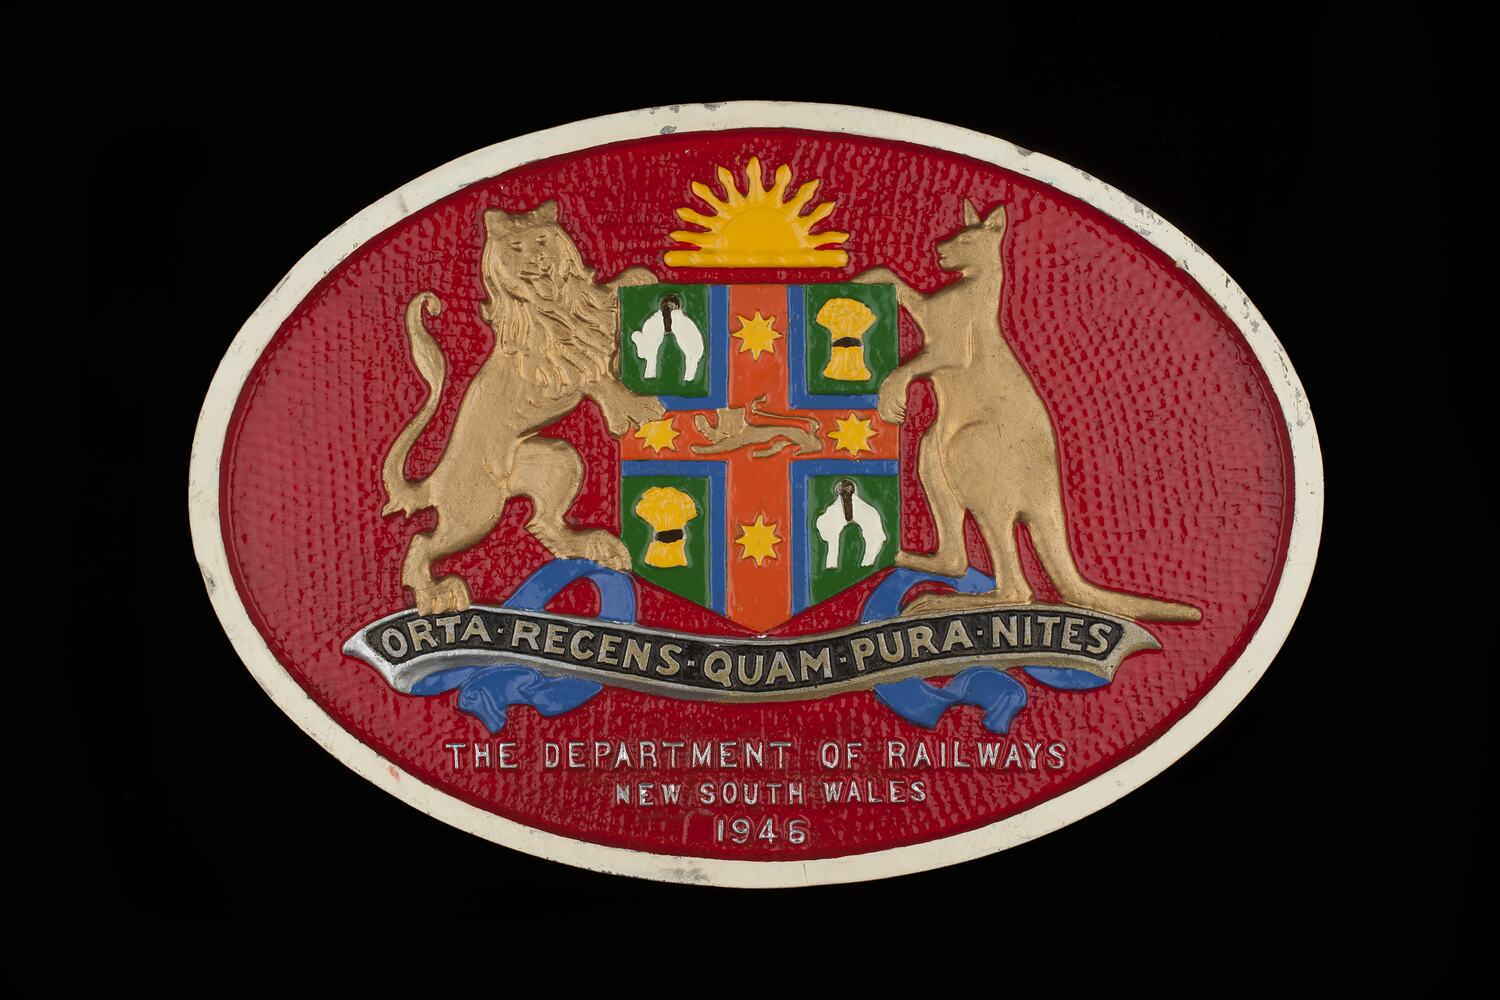 ORTA·RECENS·QUAM·PURA·NITES
THE DEPARTMENT OF RAILWAYS
NEW SOUTH WALES
1946